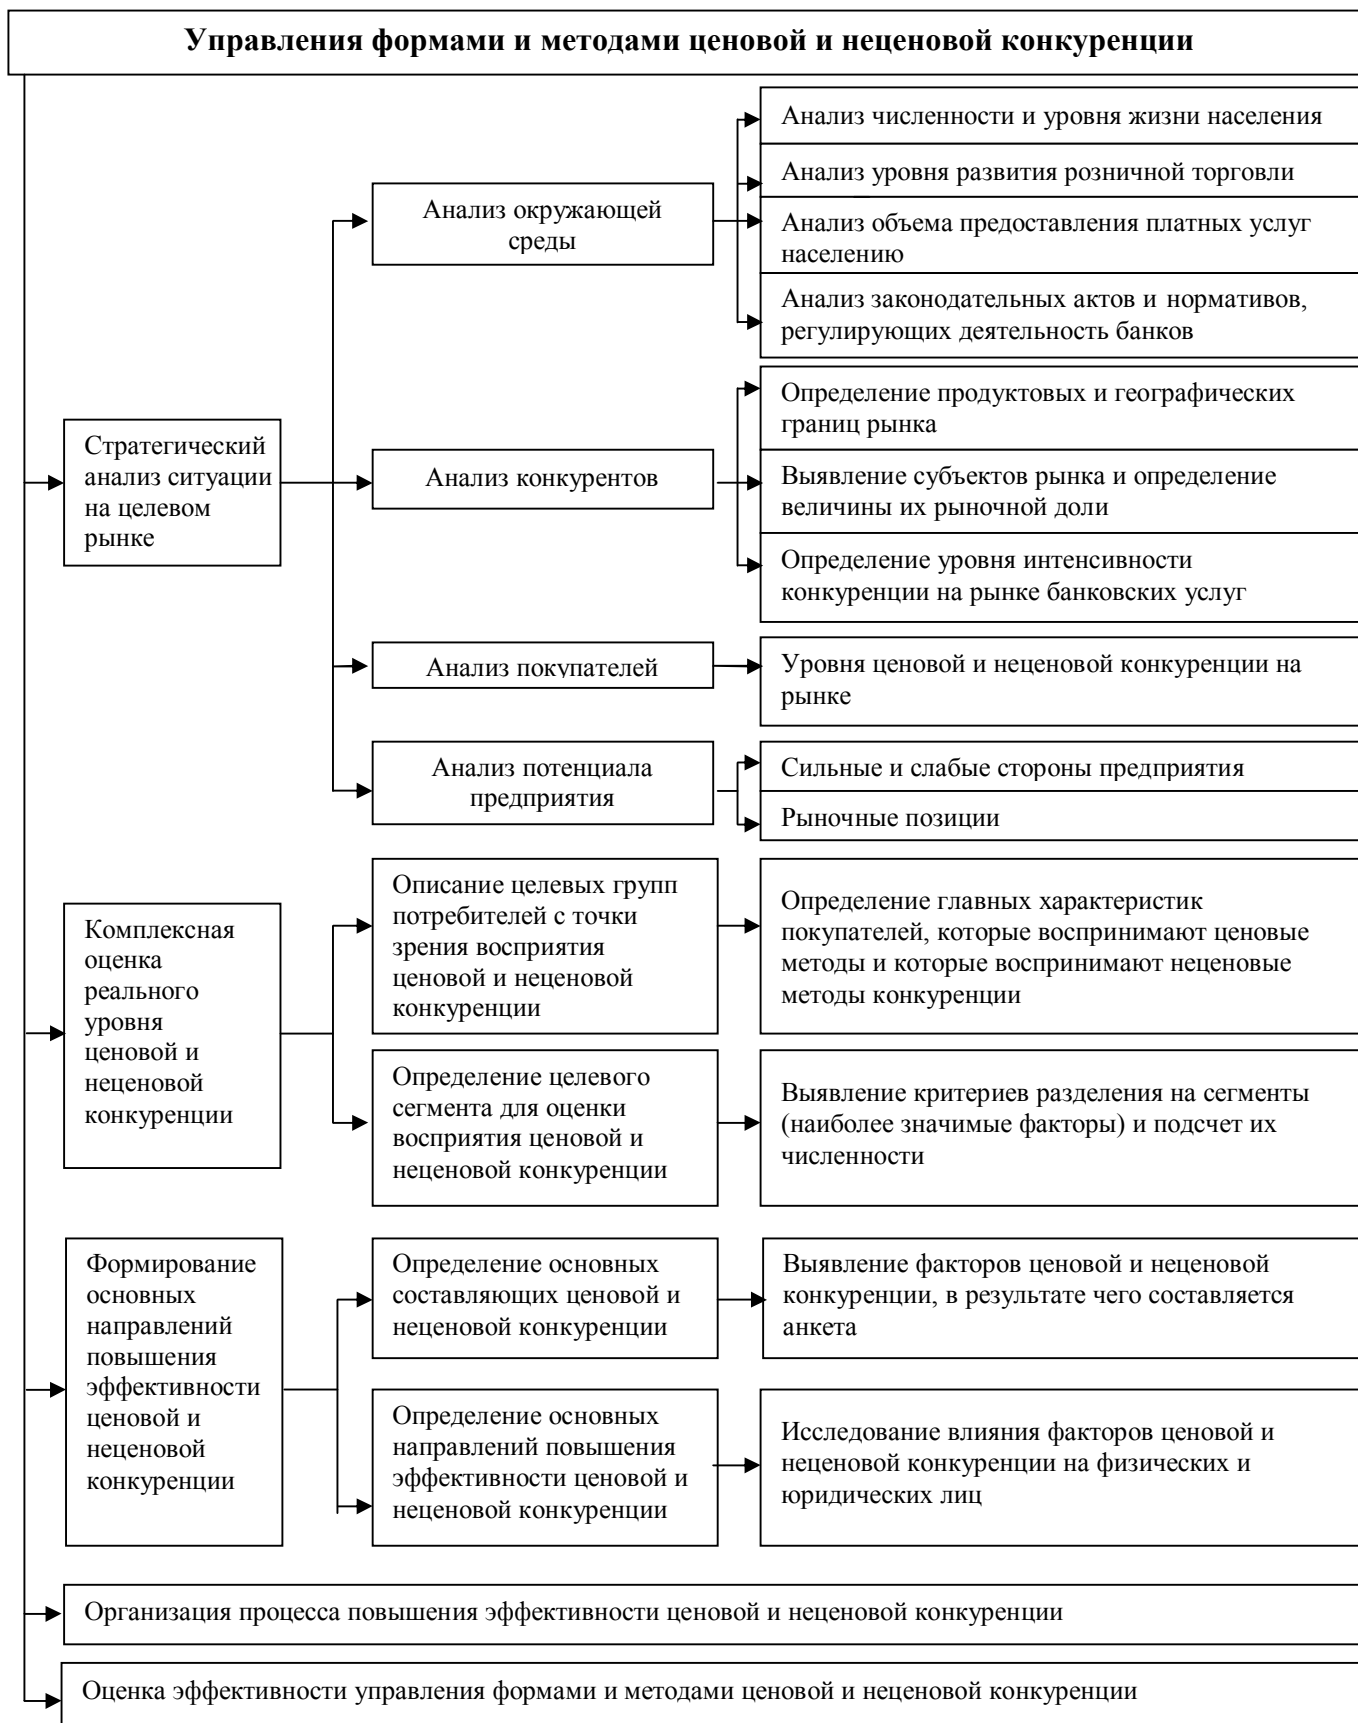 Управления формами и методами ценовой и неценовой конкуренции
Анализ численности и уровня жизни населения
Анализ уровня развития розничной торговли
Анализ окружающей
среды
Анализ объема предоставления платных услуг
населению
Анализ законодательных актов и нормативов,
регулирующих деятельность банков
Определение продуктовых и географических
границ рынка
Стратегический
анализ ситуации
на целевом
рынке
Анализ конкурентов
Выявление субъектов рынка и определение
величины их рыночной доли
Определение уровня интенсивности
конкуренции на рынке банковских услуг
Анализ покупателей
Уровня ценовой и неценовой конкуренции на
рынке
Анализ потенциала
предприятия
Сильные и слабые стороны предприятия
Рыночные позиции
Комплексная
оценка
реального
уровня
ценовой и
неценовой
конкуренции
Описание целевых групп
потребителей с точки
зрения восприятия
ценовой и неценовой
конкуренции
Определение главных характеристик
покупателей, которые воспринимают ценовые
методы и которые воспринимают неценовые
методы конкуренции
Определение целевого
сегмента для оценки
восприятия ценовой и
неценовой конкуренции
Выявление критериев разделения на сегменты
(наиболее значимые факторы) и подсчет их
численности
Формирование
основных
направлений
повышения
эффективности
ценовой и
неценовой
конкуренции
Определение основных
составляющих ценовой и
неценовой конкуренции
Выявление факторов ценовой и неценовой
конкуренции, в результате чего составляется
анкета
Определение основных
направлений повышения
эффективности ценовой и
неценовой конкуренции
Исследование влияния факторов ценовой и
неценовой конкуренции на физических и
юридических лиц
Организация процесса повышения эффективности ценовой и неценовой конкуренции
Оценка эффективности управления формами и методами ценовой и неценовой конкуренции